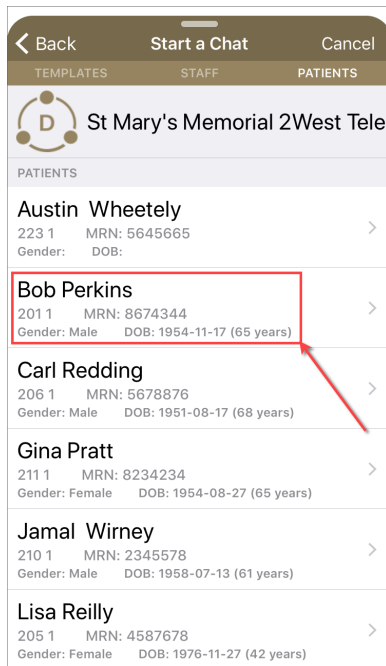 Back Start a Chat Cancel
TEMPLATES STAFF PATIENTS
D St Mary's Memorial 2West Tele
PATIENTS
Austin Wheetely
223 1 MRN: 5645665
Gender: DOB:
Bob Perkins
201 1 MRN: 8674344
Gender: Male DOB: 1954-11-17 (65 years)
Carl Redding
206 1 MRN: 5678876
Gender: Male DOB: 1951-08-17 (68 years)
Gina Pratt
211 1 MRN: 8234234
Gender: Female DOB: 1954-08-27 (65 years)
Jamal Wirney
210 1 MRN: 2345578
Gender: Male DOB: 1958-07-13 (61 years)
Lisa Reilly
205 1 MRN: 4587678
Gender: Female DOB: 1976-11-27 (42 years)